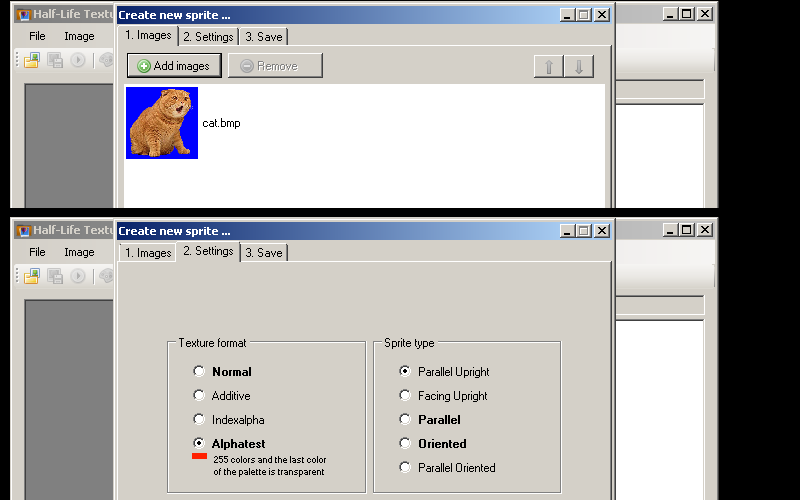 Half-Life Textu
Create new sprite ...
File Image
1. Images 2. Settings 3. Save
Add images Remove
cat.bmp
Half-Life Textu
Create new sprite ...
File Image
1. Images 2. Settings 3. Save
Texture format
Normal
Additive
Indexalpha
Alphatest
255 colors and the last color
of the palette is transparent
Sprite type
Parallel Upright
Facing Upright
Parallel
Oriented
Parallel Oriented